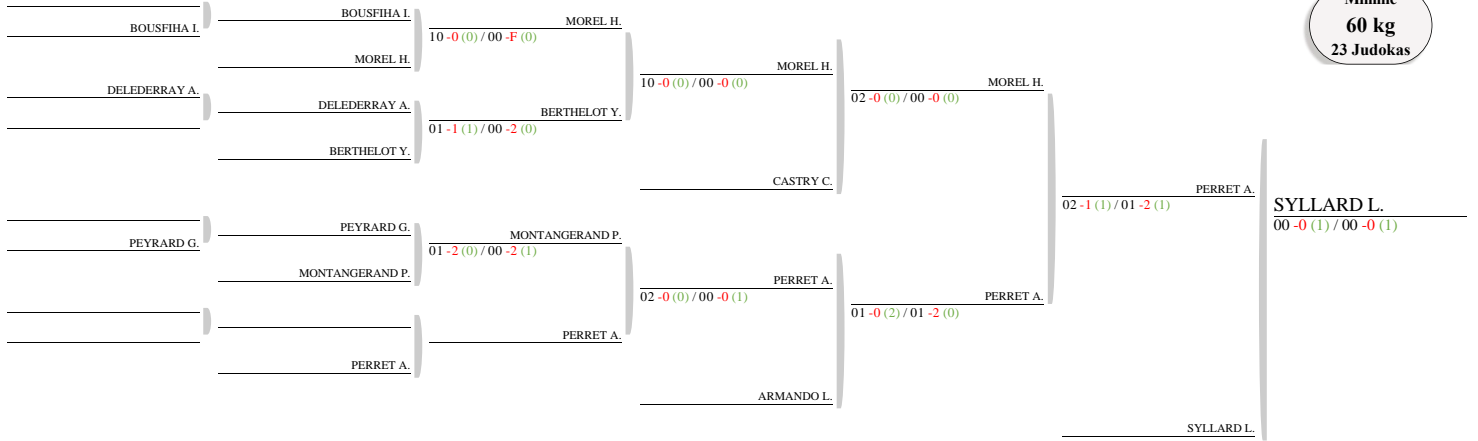 Minime
60 kg
23 Judokas
BOUSFIHA I.
DELEDERRAY A.
PEYRARD G.
BOUSFIHA I.
MOREL H.
DELEDERRAY A.
BERTHELOT Y.
PEYRARD G.
MONTANGERAND P.
PERRET A.
MOREL H.
10 -0 (0) / 00 -F (0)
BERTHELOT Y.
01 -1 (1) / 00 -2 (0)
MONTANGERAND P.
01 -2 (0) / 00 -2 (1)
PERRET A.
MOREL H.
10 -0 (0) / 00 -0 (0)
CASTRY C.
PERRET A.
02 -0 (0) / 00 -0 (1)
ARMANDO L.
MOREL H.
02 -0 (0) / 00 -0 (0)
PERRET A.
01 -0 (2) / 01 -2 (0)
PERRET A.
02 -1 (1) / 01 -2 (1)
SYLLARD L.
SYLLARD L.
00 -0 (1) / 00 -0 (1)